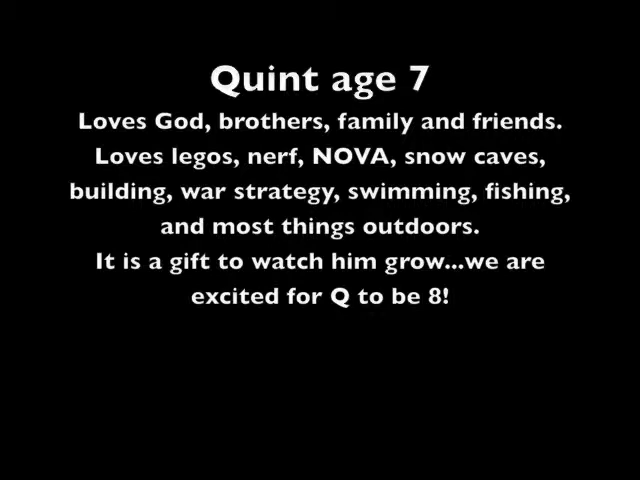 Quint age 7
Loves God, brothers, family and friends.
Loves legos, nerf, NOVA, snow caves,
building, war strategy, swimming, fishing,
and most things outdoors.
It is a gift to watch him grow...we are
excited for Q to be 8!